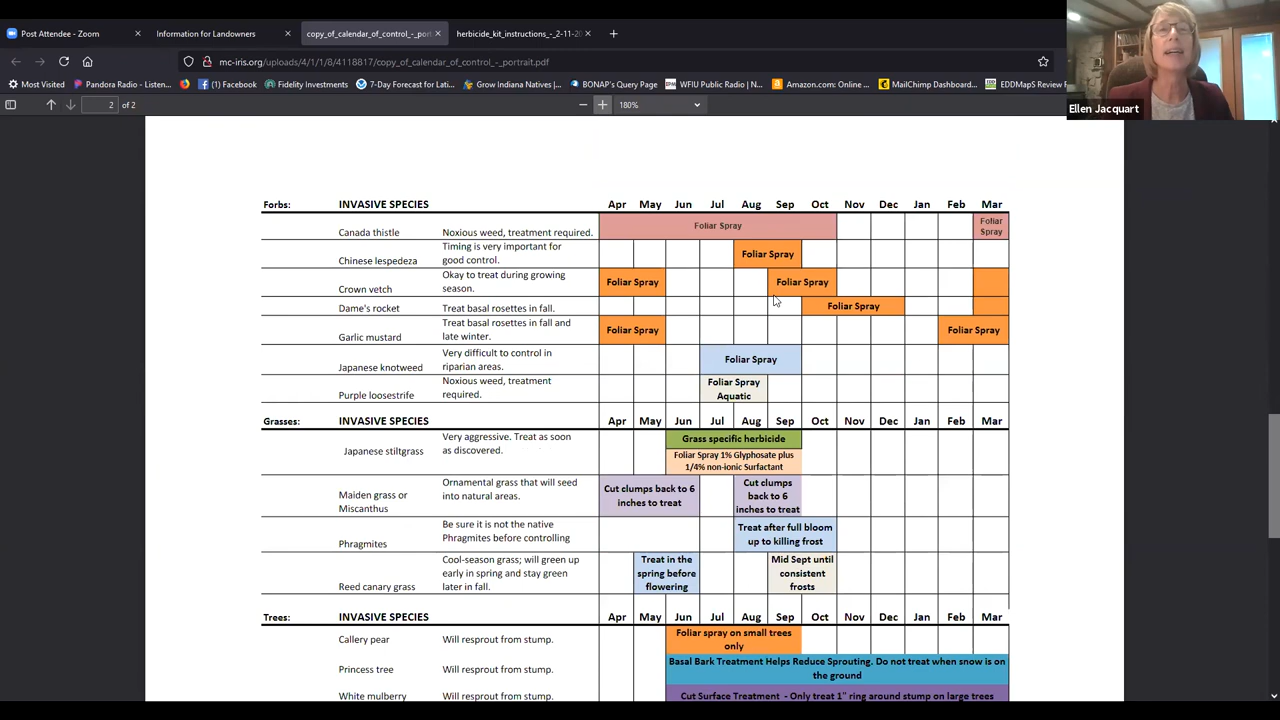 Post Attendee - Zoom
Information for Landowners
copy_of_calendar_of_control_-_port
herbicide_kit_instructions_-_2-11-20
mc-iris.org/uploads/4/1/1/8/4118817/copy_of_calendar_of_control_-_portrait.pdf
Most Visited
Pandora Radio - Listen...
(1) Facebook
Fidelity Investments
7-Day Forecast for Lati...
Grow Indiana Natives |...
BONAP's Query Page
WFIU Public Radio | N...
Amazon.com: Online ...
MailChimp Dashboard...
EDDMapS Review
2 of 2
180%
Ellen Jacquart
Forbs: INVASIVE SPECIES Apr May Jun Jul Aug Sep Oct Nov Dec Jan Feb Mar
Canada thistle Noxious weed, treatment required. Foliar Spray Foliar
Spray
Chinese lespedeza Timing is very important for
good control.
Foliar Spray
Crown vetch Okay to treat during growing
season.
Foliar Spray Foliar Spray
Dame's rocket Treat basal rosettes in fall. Foliar Spray
Garlic mustard Treat basal rosettes in fall and
late winter.
Foliar Spray Foliar Spray
Japanese knotweed Very difficult to control in
riparian areas.
Foliar Spray
Purple loosestrife Noxious weed, treatment
required.
Foliar Spray
Aquatic
Grasses: INVASIVE SPECIES Apr May Jun Jul Aug Sep Oct Nov Dec Jan Feb Mar
Japanese stiltgrass Very aggressive. Treat as soon
as discovered.
Grass specific herbicide
Foliar Spray 1% Glyphosate plus
1/4% non-ionic Surfactant
Maiden grass or
Miscanthus
Ornamental grass that will seed
into natural areas.
Cut clumps back to 6
inches to treat
Cut clumps
back to 6
inches to treat
Phragmites Be sure it is not the native
Phragmites before controlling
Treat after full bloom
up to killing frost
Reed canary grass Cool-season grass; will green up
early in spring and stay green
later in fall.
Treat in the
spring before
flowering
Mid Sept until
consistent
frosts
Trees: INVASIVE SPECIES Apr May Jun Jul Aug Sep Oct Nov Dec Jan Feb Mar
Callery pear Will resprout from stump. Foliar spray on small trees
only
Princess tree Will resprout from stump. Basal Bark Treatment Helps Reduce Sprouting. Do not treat when snow is on
the ground
White mulberry Will resprout from stump. Cut Surface Treatment - Only treat 1" ring around stump on large trees